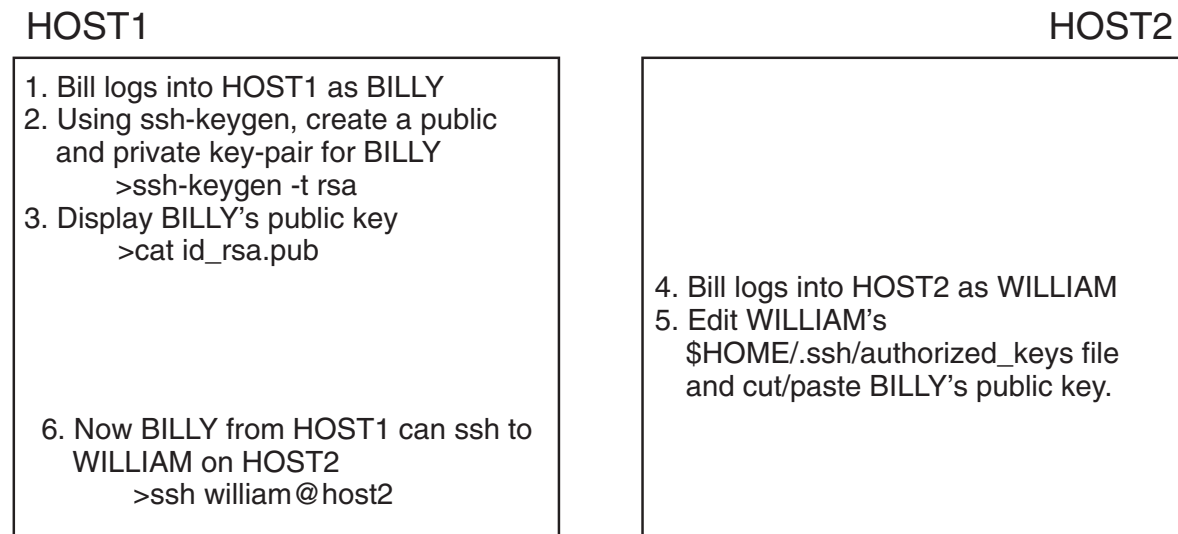 HOST1
1. Bill logs into HOST1 as BILLY
2. Using ssh-keygen, create a public
and private key-pair for BILLY
>ssh-keygen -t rsa
3. Display BILLY’s public key
>cat id_rsa.pub
6. Now BILLY from HOST1 can ssh to
WILLIAM on HOST2
>ssh william@host2
HOST2
4. Bill logs into HOST2 as WILLIAM
5. Edit WILLIAM’s
$HOME/.ssh/authorized_keys file
and cut/paste BILLY’s public key.